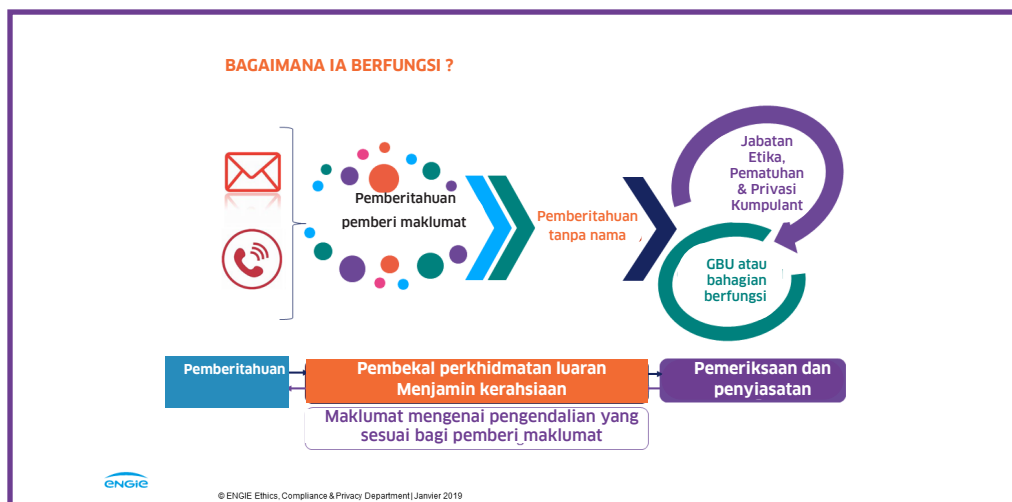 BAGAIMANA IA BERFUNGSI ?
Pemberitahuan
pemberi maklumat
Pemberitahuan
tanpa nama
Jabatan
Etika,
Pematuhan
& Privasi
Kumpulant
GBU atau
bahagian
berfungsi
Pemberitahuan
Pembekal perkhidmatan luaran
Menjamin kerahsiaan
Pemeriksaan dan
penyiasatan
Maklumat mengenai pengendalian yang
sesuai bagi pemberi maklumat
ENGIE
© ENGIE Ethics, Compliance & Privacy Department | Janvier 2019